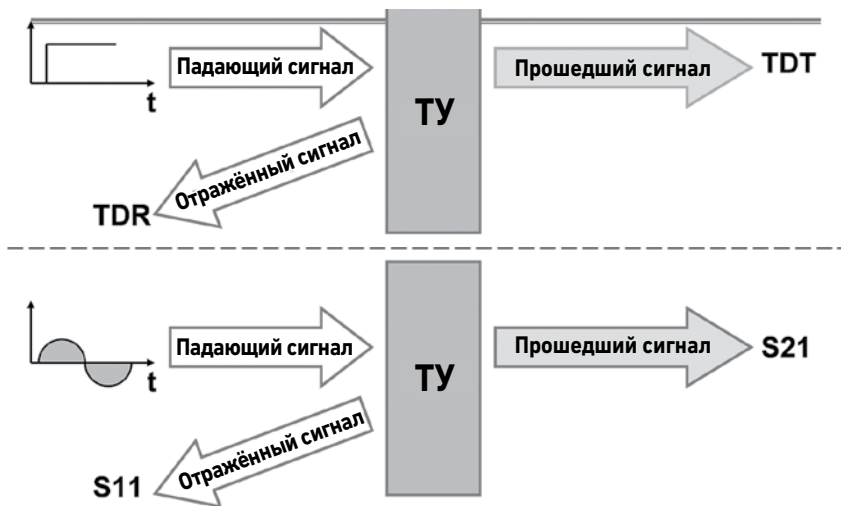 Падающий сигнал
Прошедший сигнал
TDT
t
ТУ
Отражённый сигнал
TDR
Падающий сигнал
Прошедший сигнал
S21
t
ТУ
Отражённый сигнал
S11